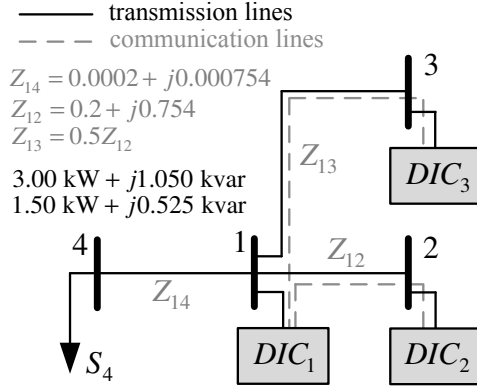 transmission lines
communication lines
Z₁₄ = 0.0002 + j0.000754
Z₁₂ = 0.2 + j0.754
Z₁₃ = 0.5Z₁₂
3.00 kW + j1.050 kvar
1.50 kW + j0.525 kvar
3
Z₁₃
DIC₃
4
1
2
Z₁₂
Z₁₄
S₄
DIC₁
DIC₂